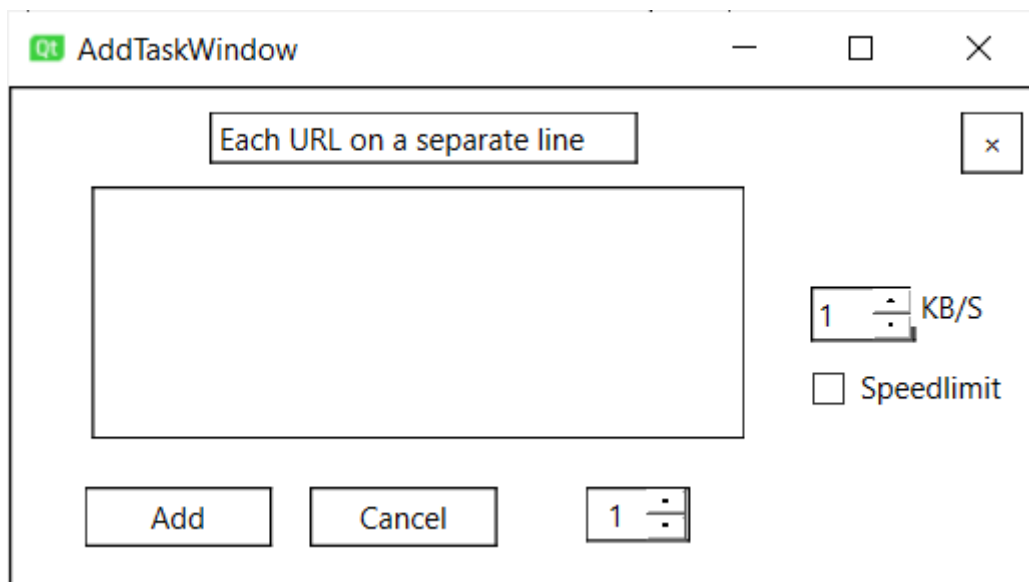 Qt AddTaskWindow
Each URL on a separate line
×
1 KB/S
Speedlimit
Add
Cancel
1